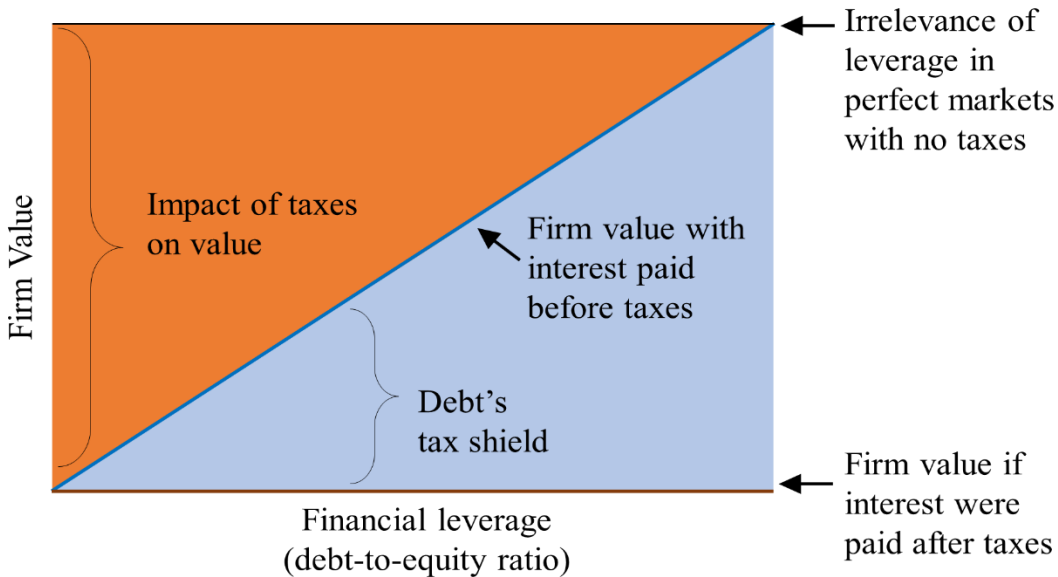 Irrelevance of
leverage in
perfect markets
with no taxes
Impact of taxes
on value
Firm value with
interest paid
before taxes
Firm Value
Debt’s
tax shield
Firm value if
interest were
paid after taxes
Financial leverage
(debt-to-equity ratio)